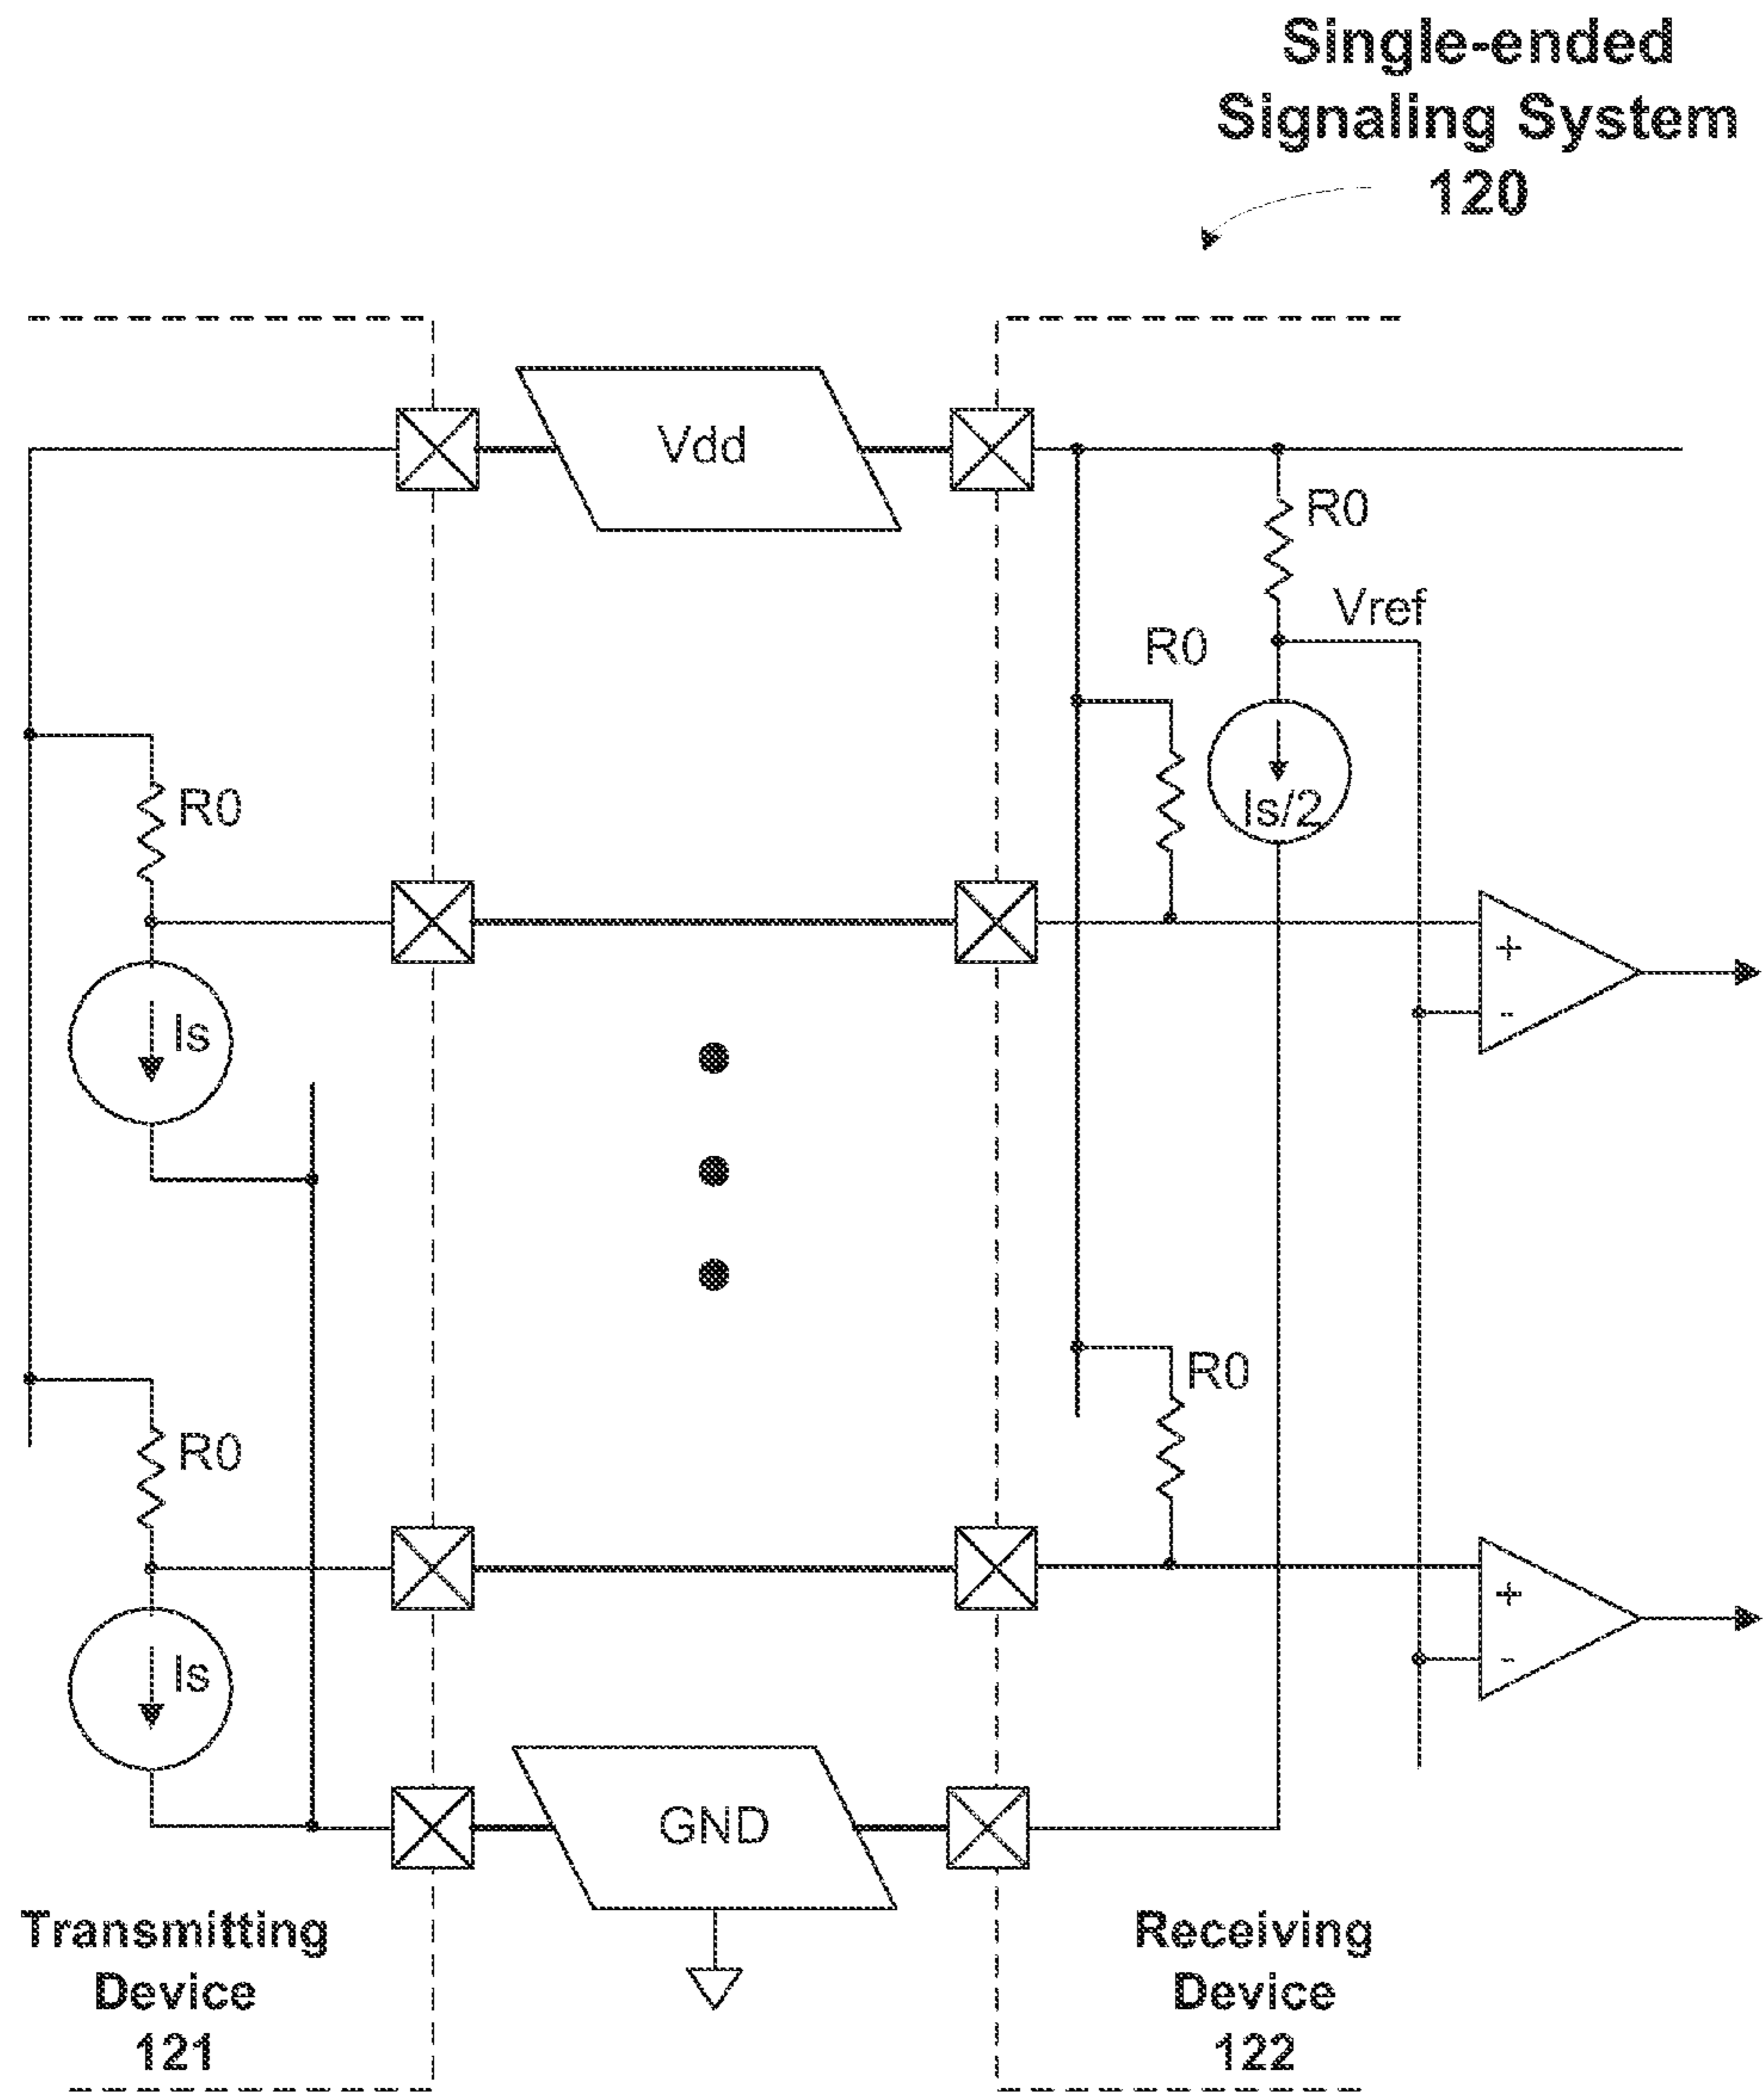 Single-ended
Signaling System
120
Vdd
R0
Vref
R0
R0
Is/2
+
-
Is
R0
R0
+
-
Is
GND
Transmitting
Device
121
Receiving
Device
122